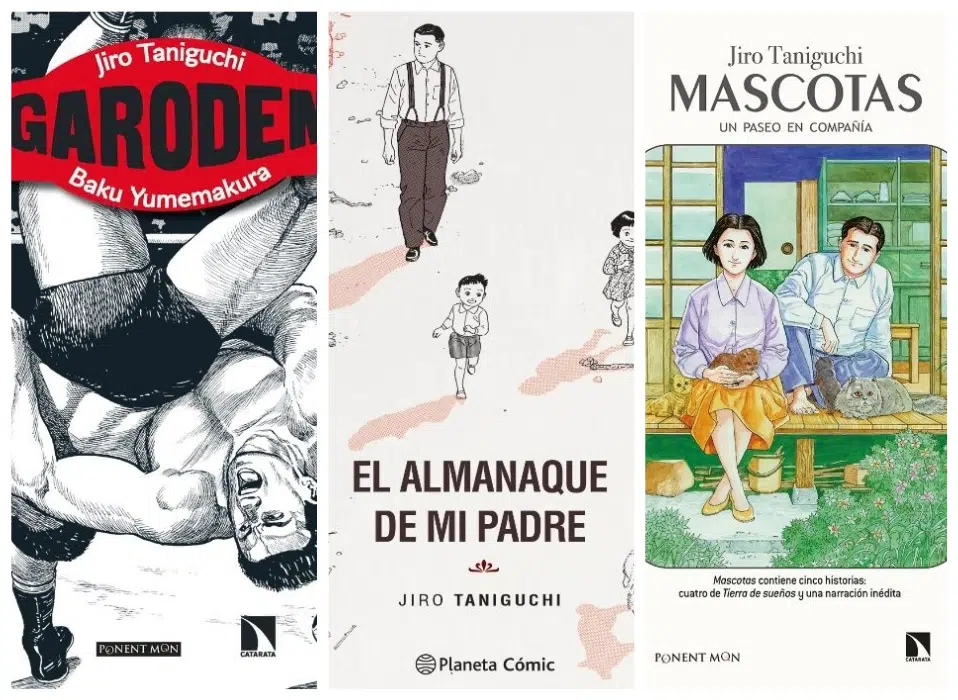 Jiro Taniguchi
GARODEN
Baku Yumemakura
PONENT MON
CATARATA
EL ALMANAQUE
DE MI PADRE
JIRO TANIGUCHI
Planeta Cómic
Jiro Taniguchi
MASCOTAS
UN PASEO EN COMPAÑÍA
Mascotas contiene cinco historias:
cuatro de Tierra de sueños y una narración inédita
PONENT MON
CATARATA